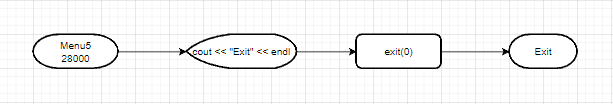 Menu5
28000
cout << "Exit" << endl
exit(0)
Exit